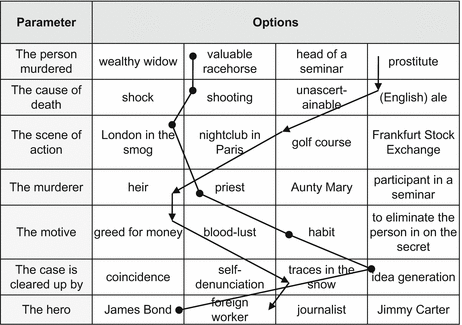 Parameter Options
The person murdered wealthy widow valuable racehorse head of a seminar prostitute
The cause of death shock shooting unascert-ainable (English) ale
The scene of action London in the smog nightclub in Paris golf course Frankfurt Stock Exchange
The murderer heir priest Aunty Mary participant in a seminar
The motive greed for money blood-lust habit to eliminate the person in on the secret
The case is cleared up by coincidence self-denunciation traces in the snow idea generation
The hero James Bond foreign worker journalist Jimmy Carter